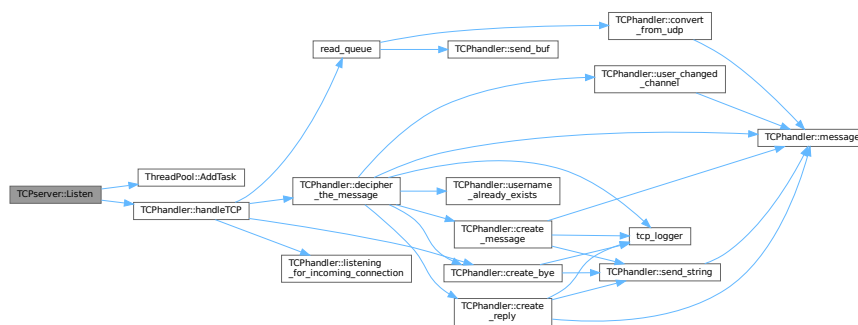 TCPhandler::convert
_from_udp
read_queue
TCPhandler::send_buf
TCPhandler::user_changed
_channel
TCPhandler::message
ThreadPool::AddTask
TCPhandler::decipher
_the_message
TCPhandler::username
_already_exists
TCPserver::Listen
TCPhandler::handleTCP
TCPhandler::create
_message
tcp_logger
TCPhandler::listening
_for_incoming_connection
TCPhandler::create_bye
TCPhandler::send_string
TCPhandler::create
_reply